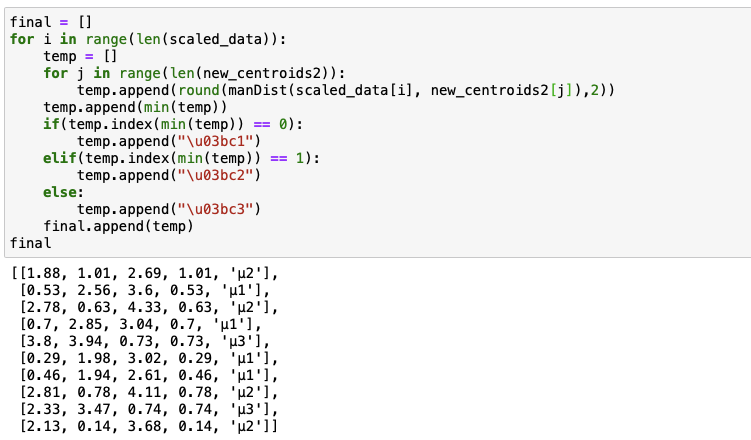 final = []
for i in range(len(scaled_data)):
    temp = []
    for j in range(len(new_centroids2)):
        temp.append(round(manDist(scaled_data[i], new_centroids2[j]),2))
    temp.append(min(temp))
    if(temp.index(min(temp)) == 0):
        temp.append("\u03bc1")
    elif(temp.index(min(temp)) == 1):
        temp.append("\u03bc2")
    else:
        temp.append("\u03bc3")
    final.append(temp)
final
[[1.88, 1.01, 2.69, 1.01, 'μ2'],
 [0.53, 2.56, 3.6, 0.53, 'μ1'],
 [2.78, 0.63, 4.33, 0.63, 'μ2'],
 [0.7, 2.85, 3.04, 0.7, 'μ1'],
 [3.8, 3.94, 0.73, 0.73, 'μ3'],
 [0.29, 1.98, 3.02, 0.29, 'μ1'],
 [0.46, 1.94, 2.61, 0.46, 'μ1'],
 [2.81, 0.78, 4.11, 0.78, 'μ2'],
 [2.33, 3.47, 0.74, 0.74, 'μ3'],
 [2.13, 0.14, 3.68, 0.14, 'μ2']]